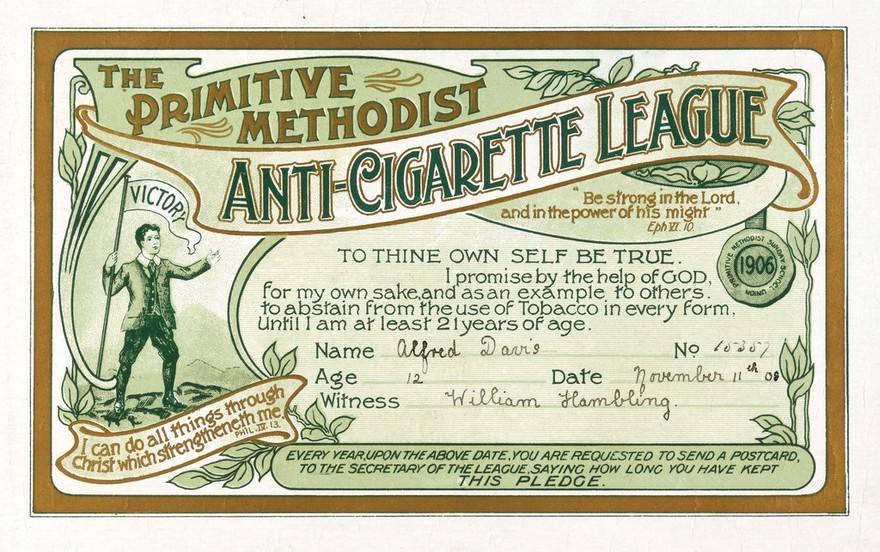 THE
PRIMITIVE
METHODIST
ANTI-CIGARETTE LEAGUE
"Be strong in the Lord,
and in the power of his might"
Eph VI. 10.
VICTORY
PRIMITIVE METHODIST SUNDAY-SCHOOL UNION
1906
TO THINE OWN SELF BE TRUE.
I promise by the help of GOD,
for my own sake, and as an example to others.
to abstain from the use of Tobacco in every form,
until I am at least 21 years of age.
Name Alfred Davis No 15357
Age 12 Date November 11th 08
Witness William Hambling.
I can do all things through
Christ which strengtheneth me.
PHIL. IV. 13.
EVERY YEAR, UPON THE ABOVE DATE, YOU ARE REQUESTED TO SEND A POSTCARD,
TO THE SECRETARY OF THE LEAGUE, SAYING HOW LONG YOU HAVE KEPT
THIS PLEDGE.